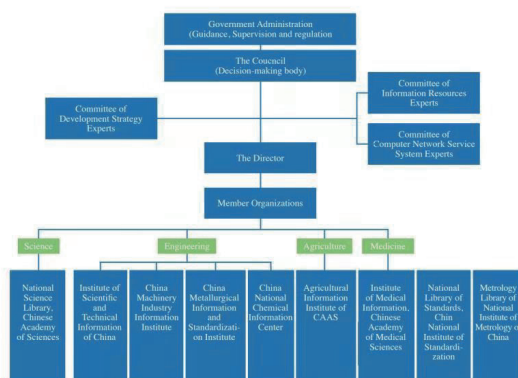 Government Administration
(Guidance, Supervision and regulation
The Coucncil
(Decision-making body)
Committee of
Information Resources
Experts
Committee of
Development Strategy
Experts
Committee of
Computer Network Service
System Experts
The Director
Member Organizations
Science
Engineering
Agriculture
Medicine
National
Science
Library,
Chinese
Academy
of Sciences
Institute of
Scientific
and
Technical
Information
of China
China
Machinery
Industry
Information
Institute
China
Metallurgical
Information
and
Standardizati-
on Institute
China
National
Chemical
Information
Center
Agricultural
Information
Institute of
CAAS
Institute
of Medical
Information,
Chinese
Academy
of Medical
Sciences
National
Library of
Standards,
Chin
National
Institute of
Standardi-
zation
Metrology
Library of
National
Institute of
Metrology of
China